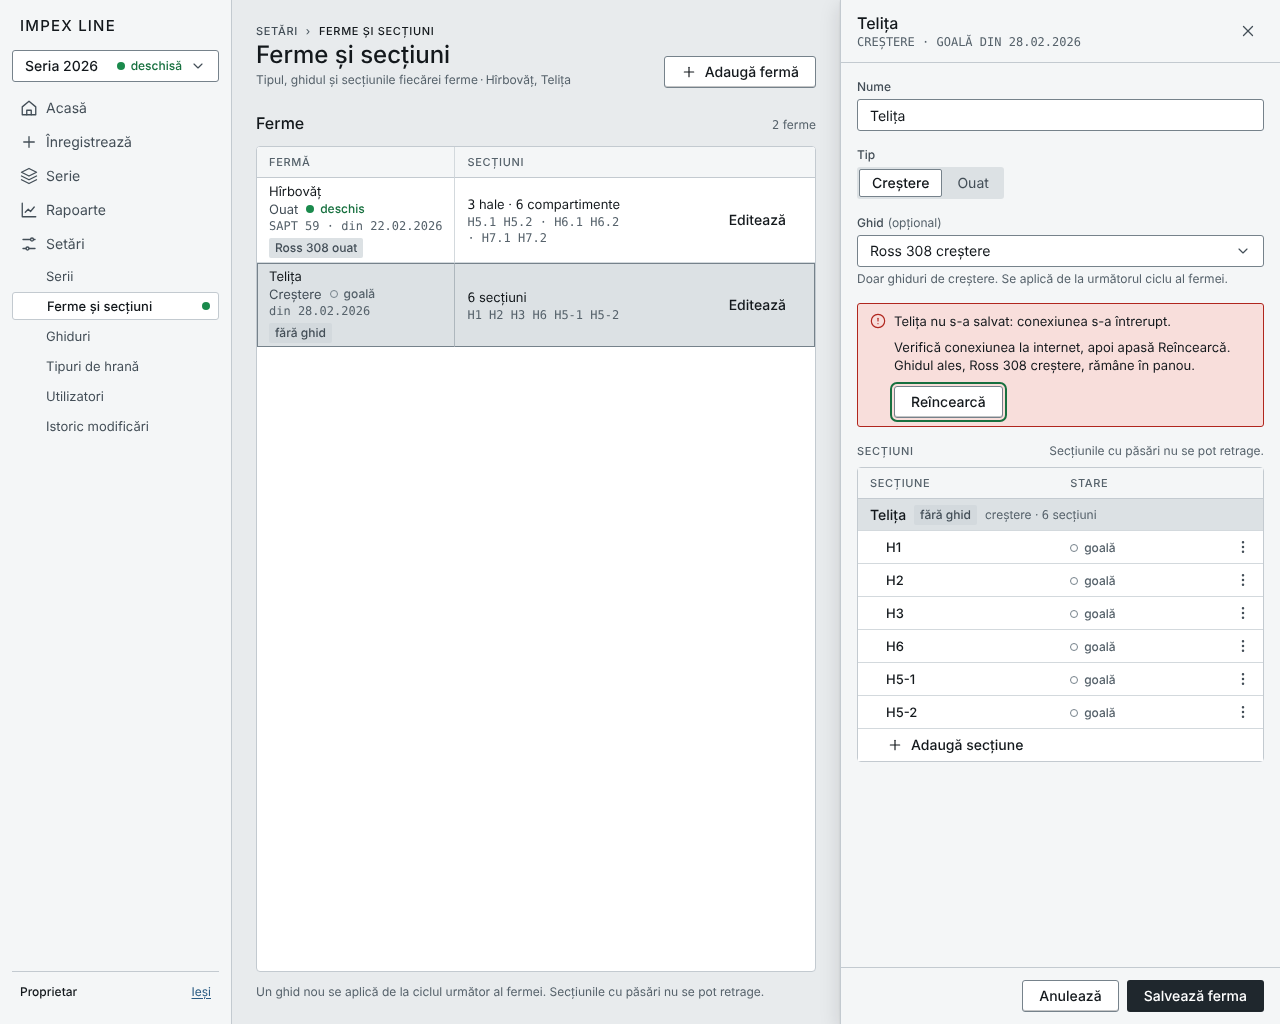 IMPEX LINE
Seria 2026 deschisă
Acasă
Înregistrează
Serie
Rapoarte
Setări
Serii
Ferme și secțiuni
Ghiduri
Tipuri de hrană
Utilizatori
Istoric modificări
Proprietar Ieși
SETĂRI › FERME ȘI SECȚIUNI
Ferme și secțiuni
Tipul, ghidul și secțiunile fiecărei ferme · Hîrbovăț, Telița
Adaugă fermă
Ferme 2 ferme
FERMĂ SECȚIUNI
Hîrbovăț
Ouat deschis
SAPT 59 · din 22.02.2026
Ross 308 ouat
3 hale · 6 compartimente
H5.1 H5.2 · H6.1 H6.2
· H7.1 H7.2
Editează
Telița
Creștere goală
din 28.02.2026
fără ghid
6 secțiuni
H1 H2 H3 H6 H5-1 H5-2
Editează
Un ghid nou se aplică de la ciclul următor al fermei. Secțiunile cu păsări nu se pot retrage.
Telița
CREȘTERE · GOALĂ DIN 28.02.2026
Nume
Telița
Tip
Creștere Ouat
Ghid (opțional)
Ross 308 creștere
Doar ghiduri de creștere. Se aplică de la următorul ciclu al fermei.
Telița nu s-a salvat: conexiunea s-a întrerupt.
Verifică conexiunea la internet, apoi apasă Reîncearcă.
Ghidul ales, Ross 308 creștere, rămâne în panou.
Reîncearcă
SECȚIUNI Secțiunile cu păsări nu se pot retrage.
SECȚIUNE STARE
Telița fără ghid creștere · 6 secțiuni
H1 goală
H2 goală
H3 goală
H6 goală
H5-1 goală
H5-2 goală
Adaugă secțiune
Anulează Salvează ferma